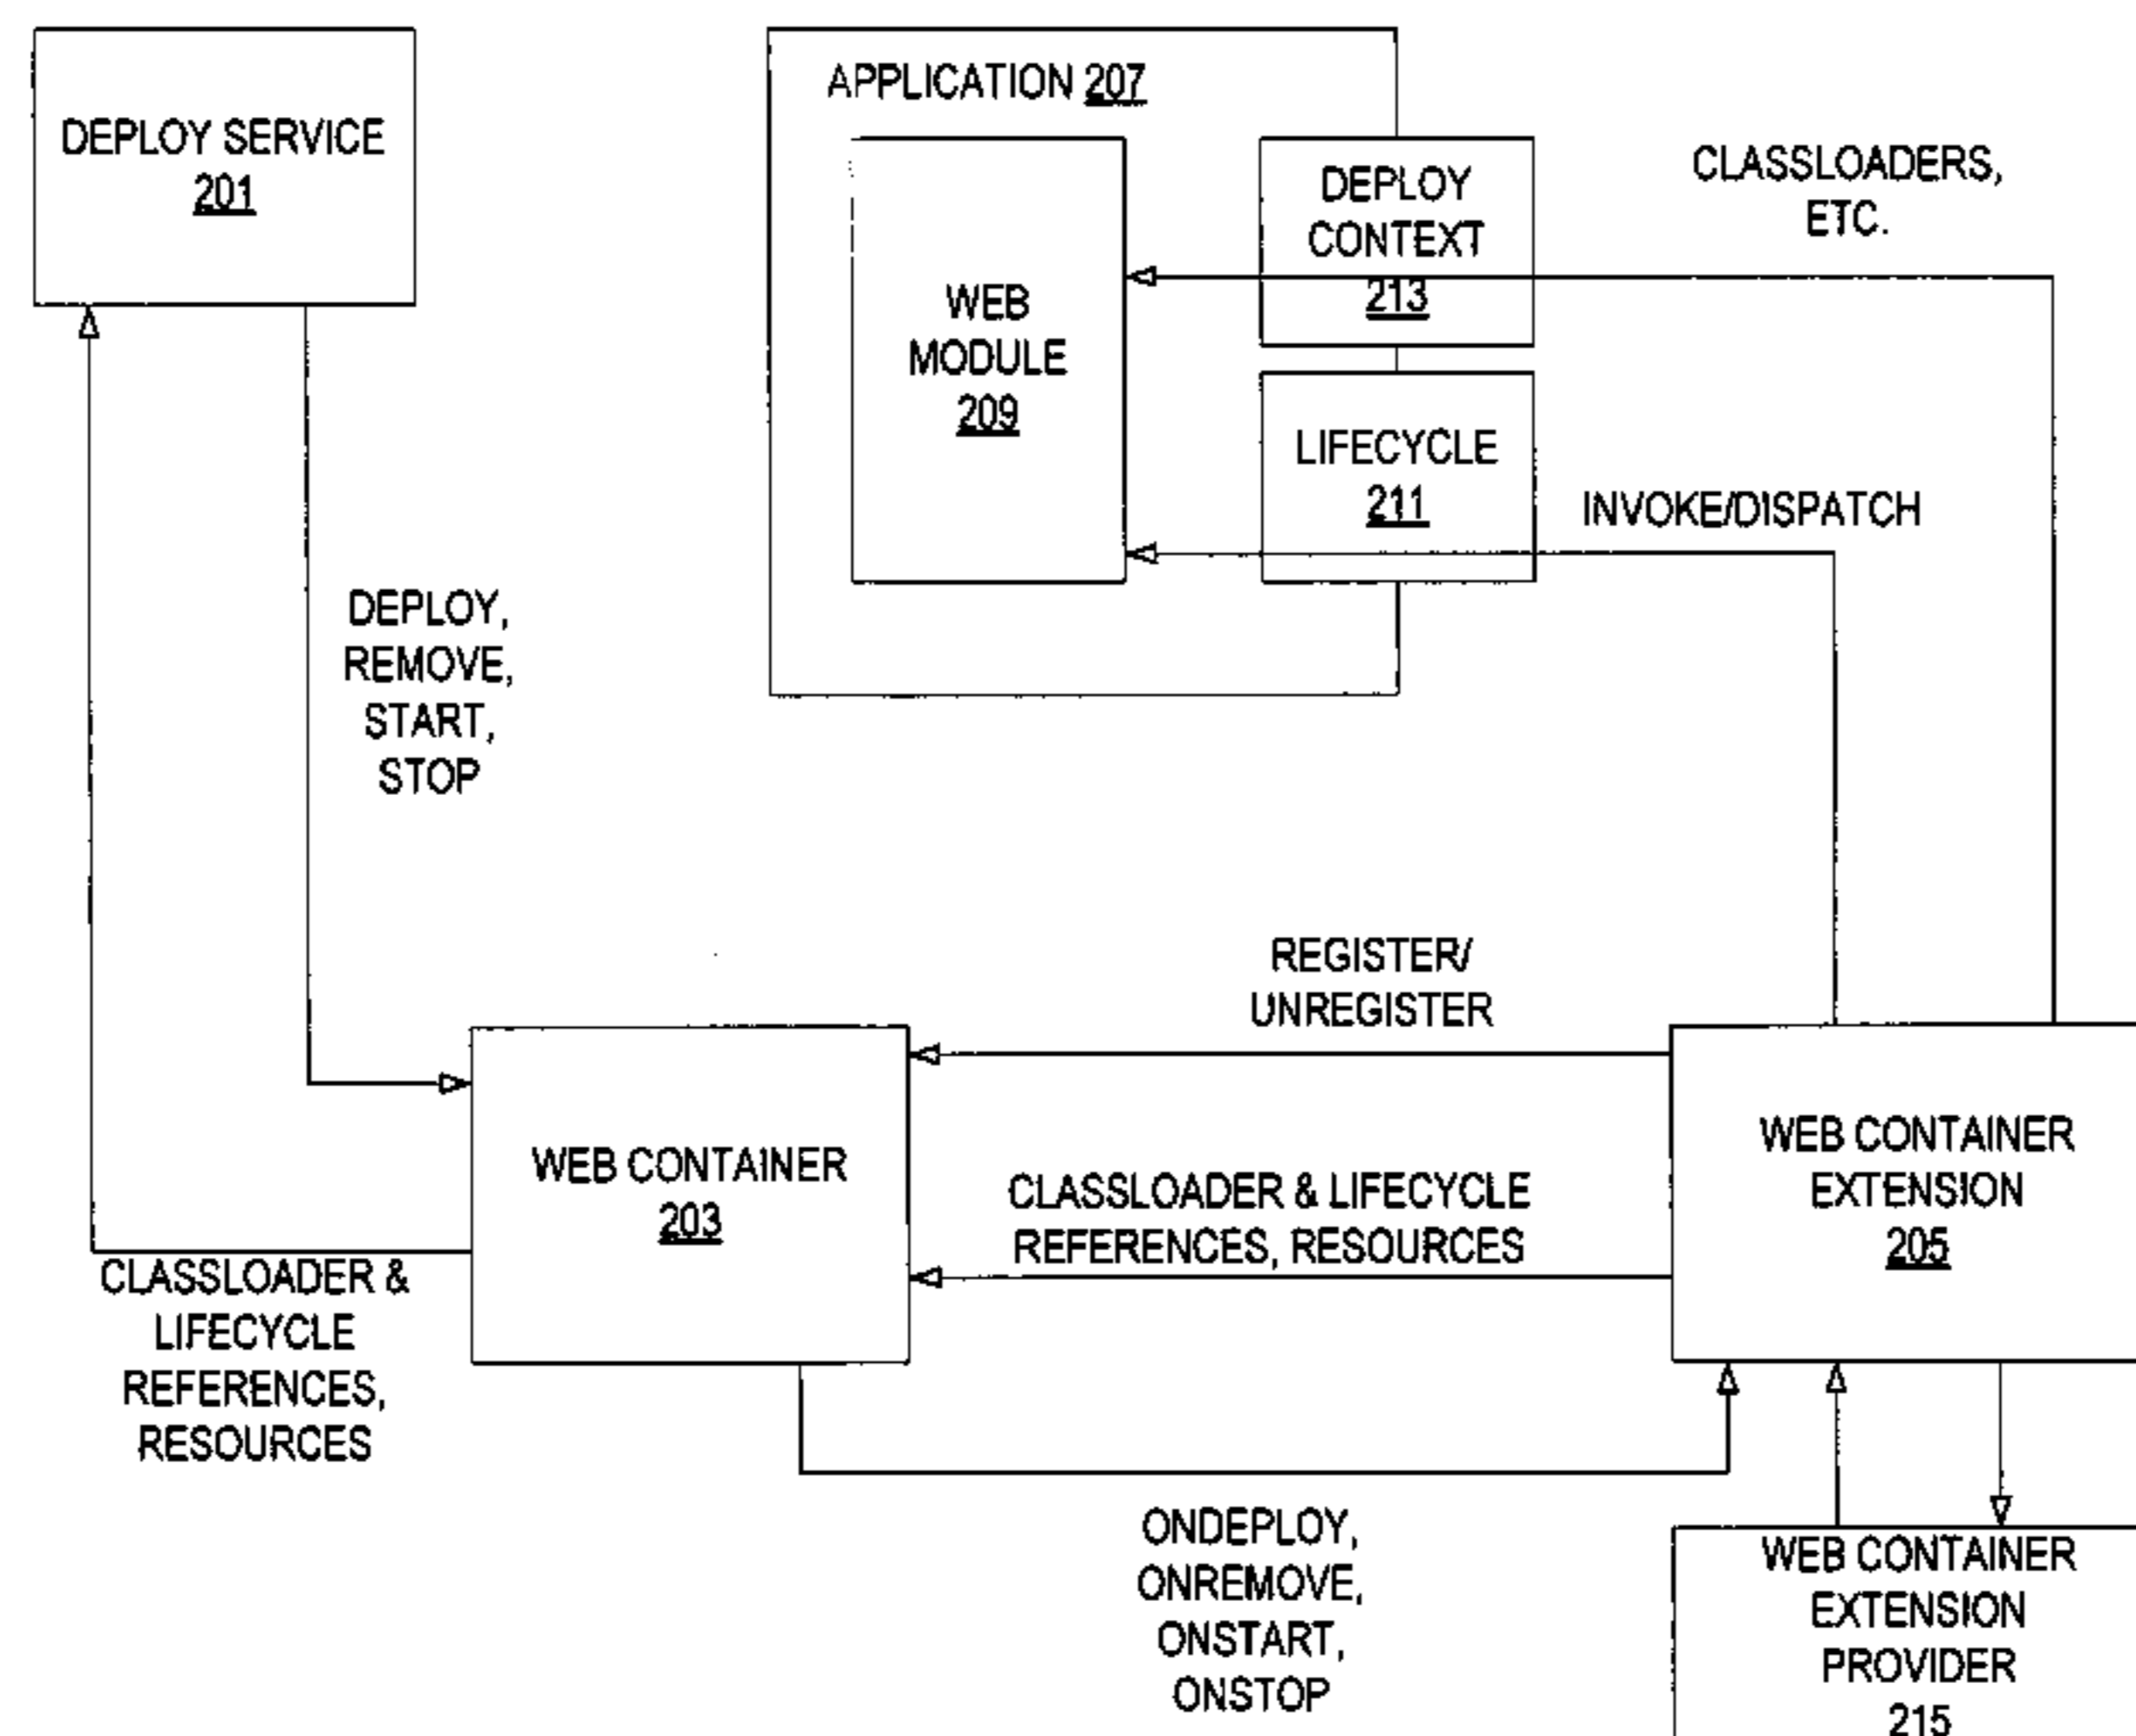 DEPLOY SERVICE
201
APPLICATION 207
WEB
MODULE
209
DEPLOY
CONTEXT
213
LIFECYCLE
211
CLASSLOADERS,
ETC.
INVOKE/DISPATCH
DEPLOY,
REMOVE,
START,
STOP
REGISTER/
UNREGISTER
WEB CONTAINER
203
CLASSLOADER & LIFECYCLE
REFERENCES, RESOURCES
WEB CONTAINER
EXTENSION
205
CLASSLOADER &
LIFECYCLE
REFERENCES,
RESOURCES
ONDEPLOY,
ONREMOVE,
ONSTART,
ONSTOP
WEB CONTAINER
EXTENSION
PROVIDER
215